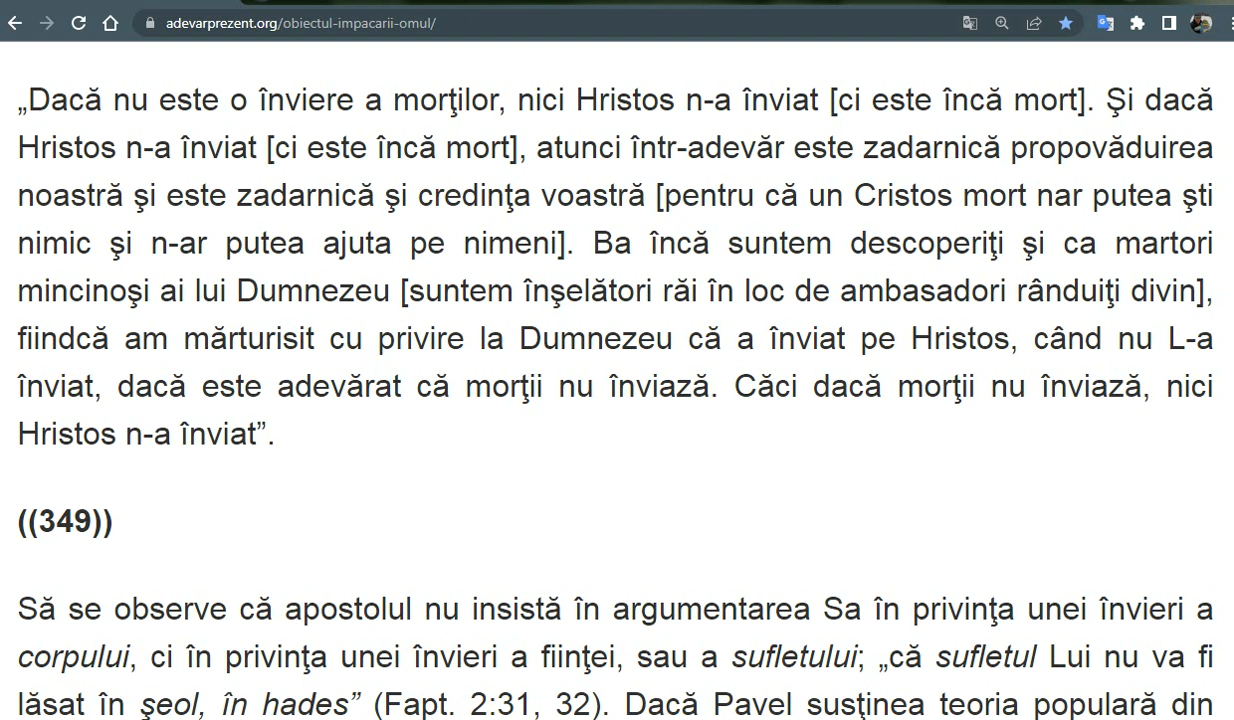 adevarprezent.org/obiectul-impacarii-omul/
„Dacă nu este o înviere a morţilor, nici Hristos n-a înviat [ci este încă mort]. Şi dacă
Hristos n-a înviat [ci este încă mort], atunci într-adevăr este zadarnică propovăduirea
noastră şi este zadarnică şi credinţa voastră [pentru că un Cristos mort nar putea şti
nimic şi n-ar putea ajuta pe nimeni]. Ba încă suntem descoperiţi şi ca martori
mincinoşi ai lui Dumnezeu [suntem înşelători răi în loc de ambasadori rânduiţi divin],
fiindcă am mărturisit cu privire la Dumnezeu că a înviat pe Hristos, când nu L-a
înviat, dacă este adevărat că morţii nu înviază. Căci dacă morţii nu înviază, nici
Hristos n-a înviat”.
((349))
Să se observe că apostolul nu insistă în argumentarea Sa în privinţa unei învieri a
corpului, ci în privinţa unei învieri a fiinţei, sau a sufletului; „că sufletul Lui nu va fi
lăsat în şeol, în hades” (Fapt. 2:31, 32). Dacă Pavel susţinea teoria populară din